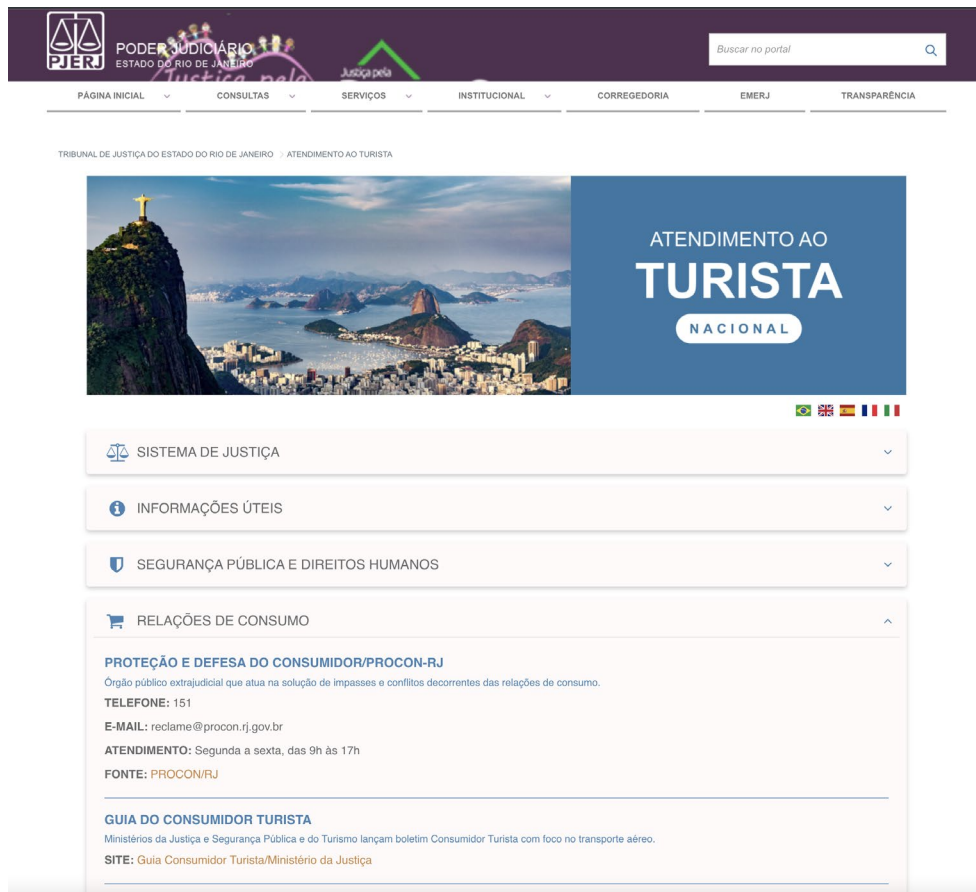 PJERJ
PODER JUDICIÁRIO
ESTADO DO RIO DE JANEIRO
Justiça pela
Justiça pela
Buscar no portal
PÁGINA INICIAL CONSULTAS SERVIÇOS INSTITUCIONAL CORREGEDORIA EMERJ TRANSPARÊNCIA
TRIBUNAL DE JUSTIÇA DO ESTADO DO RIO DE JANEIRO > ATENDIMENTO AO TURISTA
ATENDIMENTO AO
TURISTA
NACIONAL
SISTEMA DE JUSTIÇA
INFORMAÇÕES ÚTEIS
SEGURANÇA PÚBLICA E DIREITOS HUMANOS
RELAÇÕES DE CONSUMO
PROTEÇÃO E DEFESA DO CONSUMIDOR/PROCON-RJ
Órgão público extrajudicial que atua na solução de impasses e conflitos decorrentes das relações de consumo.
TELEFONE: 151
E-MAIL: reclame@procon.rj.gov.br
ATENDIMENTO: Segunda a sexta, das 9h às 17h
FONTE: PROCON/RJ
GUIA DO CONSUMIDOR TURISTA
Ministérios da Justiça e Segurança Pública e do Turismo lançam boletim Consumidor Turista com foco no transporte aéreo.
SITE: Guia Consumidor Turista/Ministério da Justiça